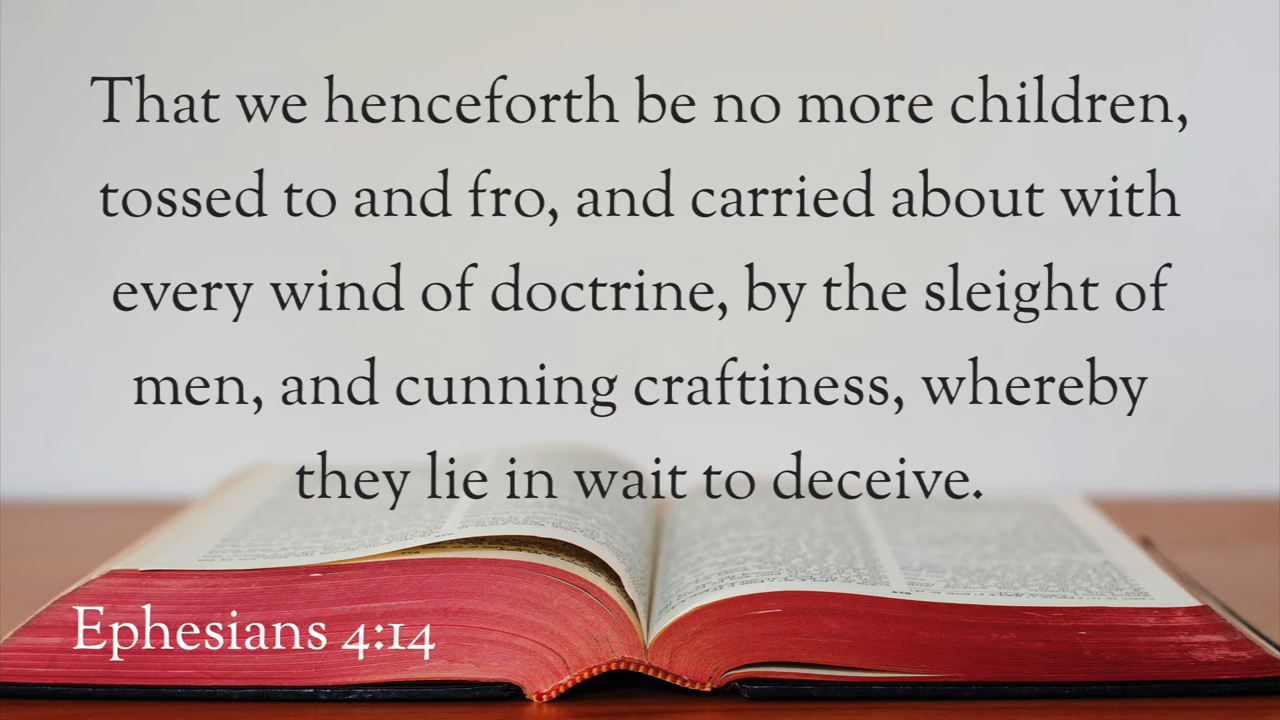 That we henceforth be no more children,
tossed to and fro, and carried about with
every wind of doctrine, by the sleight of
men, and cunning craftiness, whereby
they lie in wait to deceive.
Ephesians 4:14